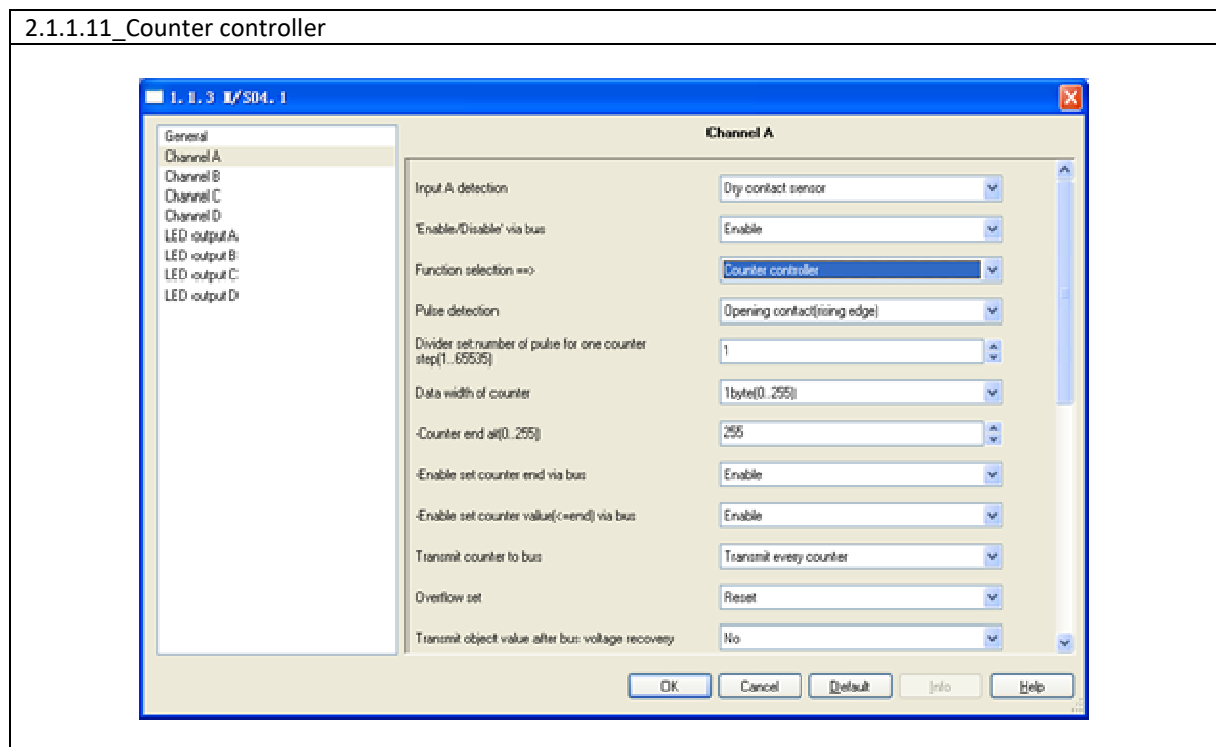 2.1.1.11_Counter controller
1.1.3 I/S04.1
Channel A
General
Channel A
Channel B
Channel C
Channel D
LED output A
LED output B
LED output C
LED output D
Input A detection
Dry contact sensor
'Enable/Disable' via bus
Enable
Function selection ==>
Counter controller
Pulse detection
Opening contact(rising edge)
Divider set:number of pulse for one counter
step(1..65535)
1
Data width of counter
1byte(0..255)
-Counter end at(0..255)
255
-Enable set counter end via bus
Enable
-Enable set counter value(<=end) via bus
Enable
Transmit counter to bus
Transmit every counter
Overflow set
Reset
Transmit object value after bus voltage recovery
No
OK
Cancel
Default
Info
Help